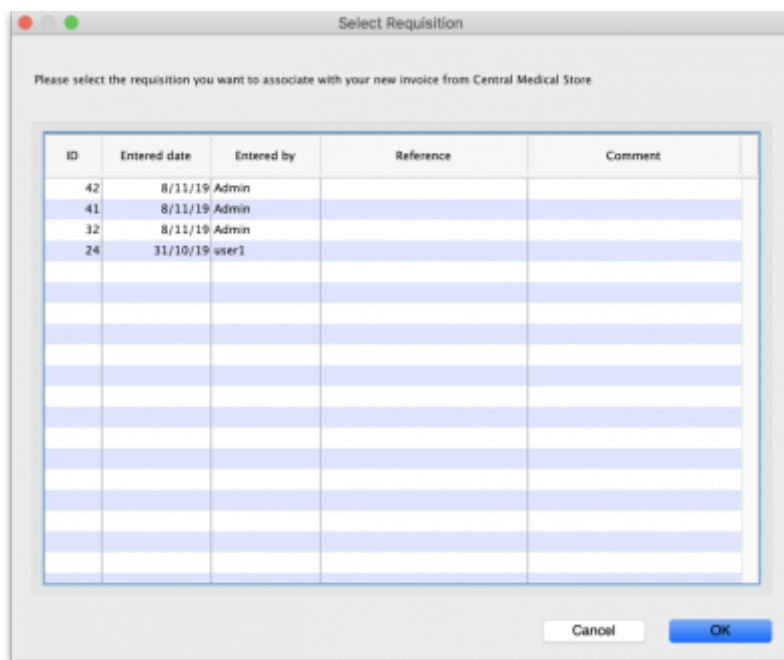 Select Requisition
Please select the requisition you want to associate with your new invoice from Central Medical Store
ID Entered date Entered by Reference Comment
42 8/11/19 Admin
41 8/11/19 Admin
32 8/11/19 Admin
24 31/10/19 user1
Cancel OK